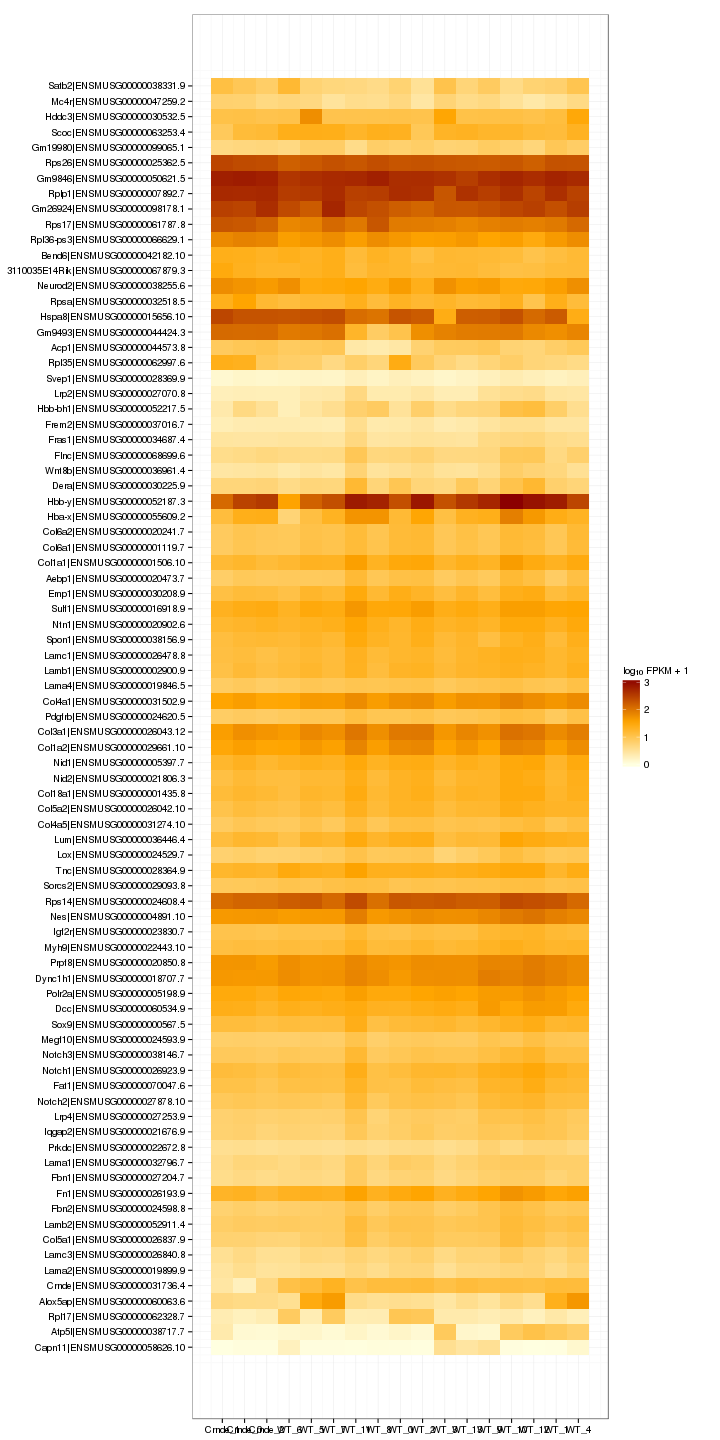 Satb2|ENSMUSG00000038331.9
Mc4r|ENSMUSG00000047259.2
Hddc3|ENSMUSG00000030532.5
Scoc|ENSMUSG00000063253.4
Gm19980|ENSMUSG00000099065.1
Rps26|ENSMUSG00000025362.5
Gm9846|ENSMUSG00000050621.5
Rplp1|ENSMUSG00000007892.7
Gm26924|ENSMUSG00000098178.1
Rps17|ENSMUSG00000061787.8
Rpl36-ps3|ENSMUSG00000066629.1
Bend6|ENSMUSG00000042182.10
3110035E14Rik|ENSMUSG00000067879.3
Neurod2|ENSMUSG00000038255.6
Rpsa|ENSMUSG00000032518.5
Hspa8|ENSMUSG00000015656.10
Gm9493|ENSMUSG00000044424.3
Acp1|ENSMUSG00000044573.8
Rpl35|ENSMUSG00000062997.6
Svep1|ENSMUSG00000028369.9
Lrp2|ENSMUSG00000027070.8
Hbb-bh1|ENSMUSG00000052217.5
Frem2|ENSMUSG00000037016.7
Fras1|ENSMUSG00000034687.4
Flnc|ENSMUSG00000068699.6
Wnt8b|ENSMUSG00000036961.4
Dera|ENSMUSG00000030225.9
Hbb-y|ENSMUSG00000052187.3
Hba-x|ENSMUSG00000055609.2
Col6a2|ENSMUSG00000020241.7
Col6a1|ENSMUSG00000001119.7
Col1a1|ENSMUSG00000001506.10
Aebp1|ENSMUSG00000020473.7
Emp1|ENSMUSG00000030208.9
Sulf1|ENSMUSG00000016918.9
Ntn1|ENSMUSG00000020902.6
Spon1|ENSMUSG00000038156.9
Lamc1|ENSMUSG00000026478.8
Lamb1|ENSMUSG00000002900.9
Lama4|ENSMUSG00000019846.5
Col4a1|ENSMUSG00000031502.9
Pdgfrb|ENSMUSG00000024620.5
Col3a1|ENSMUSG00000026043.12
Col1a2|ENSMUSG00000029661.10
Nid1|ENSMUSG00000005397.7
Nid2|ENSMUSG00000021806.3
Col18a1|ENSMUSG00000001435.8
Col5a2|ENSMUSG00000026042.10
Col4a5|ENSMUSG00000031274.10
Lum|ENSMUSG00000036446.4
Lox|ENSMUSG00000024529.7
Tnc|ENSMUSG00000028364.9
Sorcs2|ENSMUSG00000029093.8
Rps14|ENSMUSG00000024608.4
Nes|ENSMUSG00000004891.10
Igf2r|ENSMUSG00000023830.7
Myh9|ENSMUSG00000022443.10
Prpf8|ENSMUSG00000020850.8
Dync1h1|ENSMUSG00000018707.7
Polr2a|ENSMUSG00000005198.9
Dcc|ENSMUSG00000060534.9
Sox9|ENSMUSG00000000567.5
Megf10|ENSMUSG00000024593.9
Notch3|ENSMUSG00000038146.7
Notch1|ENSMUSG00000026923.9
Fat1|ENSMUSG00000070047.6
Notch2|ENSMUSG00000027878.10
Lrp4|ENSMUSG00000027253.9
Iqgap2|ENSMUSG00000021676.9
Prkdc|ENSMUSG00000022672.8
Lama1|ENSMUSG00000032796.7
Fbn1|ENSMUSG00000027204.7
Fn1|ENSMUSG00000026193.9
Fbn2|ENSMUSG00000024598.8
Lamb2|ENSMUSG00000052911.4
Col5a1|ENSMUSG00000026837.9
Lamc3|ENSMUSG00000026840.8
Lama2|ENSMUSG00000019899.9
Cmde|ENSMUSG00000031736.4
Alox5ap|ENSMUSG00000060063.6
Rpl17|ENSMUSG00000062328.7
Atp5l|ENSMUSG00000038717.7
Capn11|ENSMUSG00000058626.10
log10 FPKM + 1
3
2
1
0
WT_4